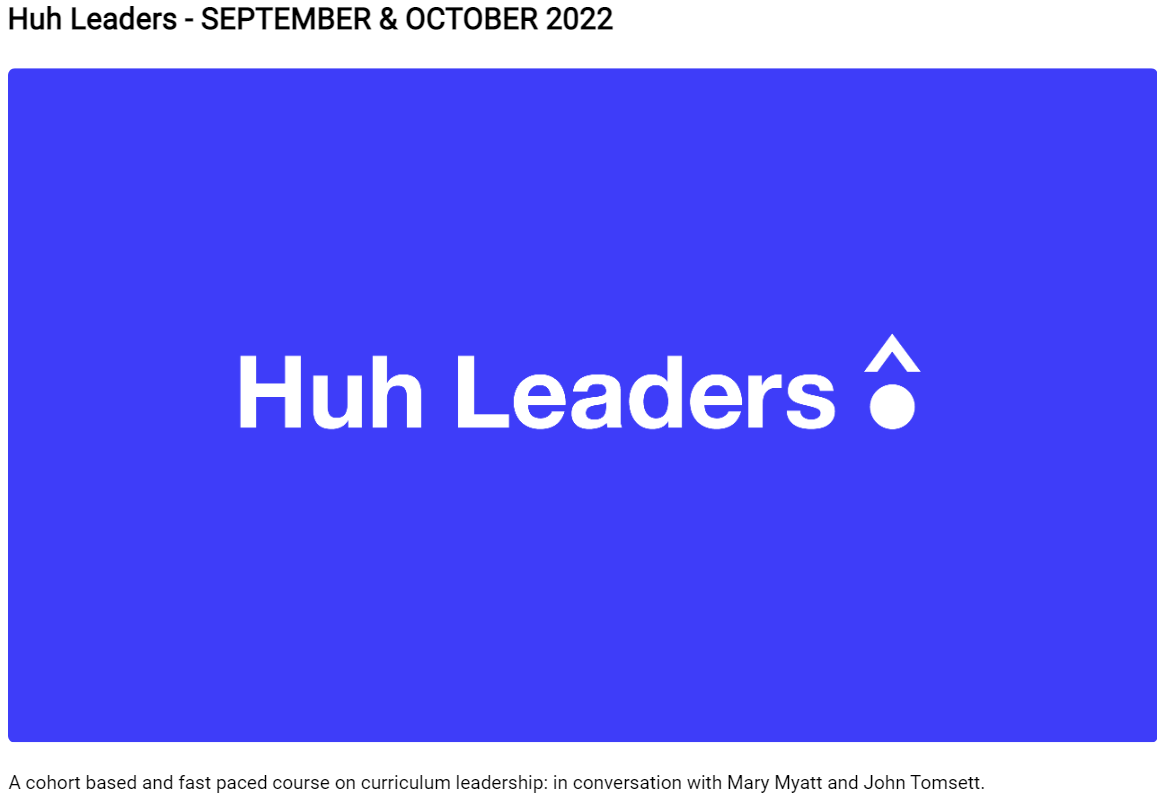 Huh Leaders - SEPTEMBER & OCTOBER 2022
Huh Leaders
A cohort based and fast paced course on curriculum leadership: in conversation with Mary Myatt and John Tomsett.